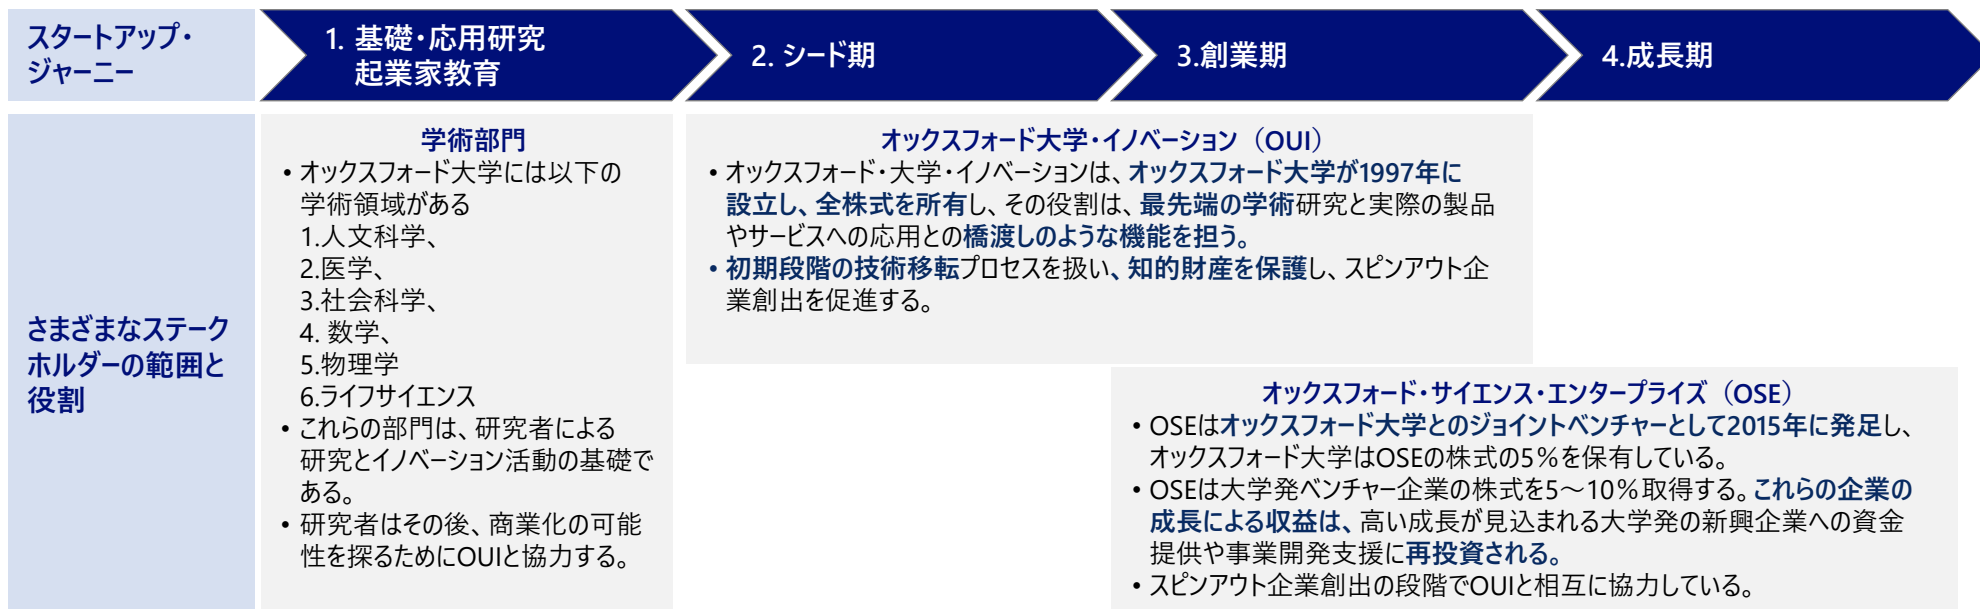 スタートアップ・
ジャーニー
1. 基礎・応用研究
起業家教育
2. シード期
3.創業期
4.成長期
さまざまなステーク
ホルダーの範囲と
役割
学術部門
• オックスフォード大学には以下の
学術領域がある
1.人文科学、
2.医学、
3.社会科学、
4. 数学、
5.物理学
6.ライフサイエンス
• これらの部門は、研究者による
研究とイノベーション活動の基礎で
ある。
• 研究者はその後、商業化の可能
性を探るためにOUIと協力する。
オックスフォード大学・イノベーション（OUI）
• オックスフォード・大学・イノベーションは、オックスフォード大学が1997年に
設立し、全株式を所有し、その役割は、最先端の学術研究と実際の製品
やサービスへの応用との橋渡しのような機能を担う。
• 初期段階の技術移転プロセスを扱い、知的財産を保護し、スピンアウト企
業創出を促進する。
オックスフォード・サイエンス・エンタープライズ（OSE）
• OSEはオックスフォード大学とのジョイントベンチャーとして2015年に発足し、
オックスフォード大学はOSEの株式の5％を保有している。
• OSEは大学発ベンチャー企業の株式を5～10％取得する。これらの企業の
成長による収益は、高い成長が見込まれる大学発の新興企業への資金
提供や事業開発支援に再投資される。
• スピンアウト企業創出の段階でOUIと相互に協力している。